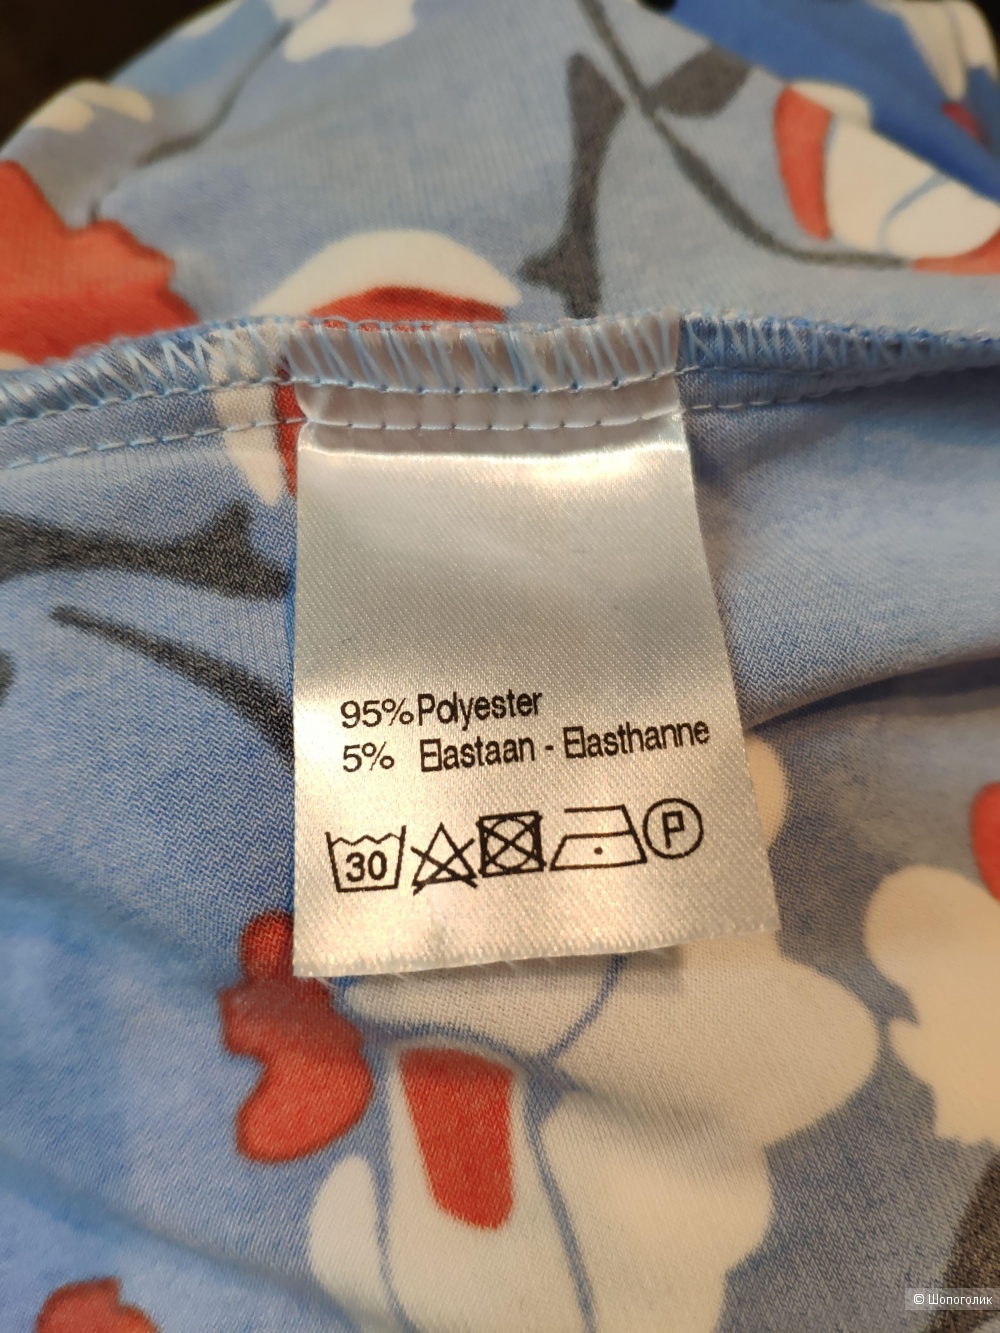 95% Polyester
5% Elastaan - Elasthanne
30 P
© Шопоголик